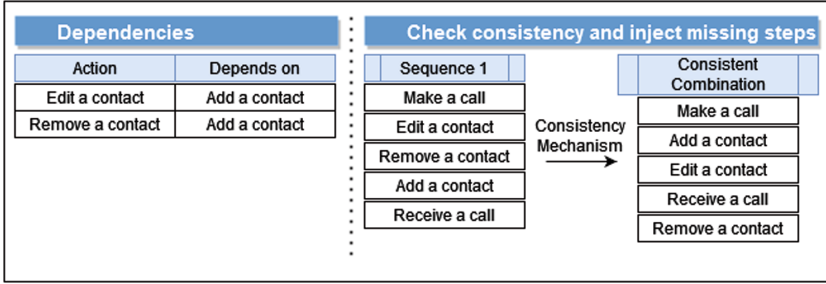 Dependencies
Action Depends on
Edit a contact Add a contact
Remove a contact Add a contact
Check consistency and inject missing steps
Sequence 1
Make a call
Edit a contact
Remove a contact
Add a contact
Receive a call
Consistency
Mechanism
Consistent
Combination
Make a call
Add a contact
Edit a contact
Receive a call
Remove a contact